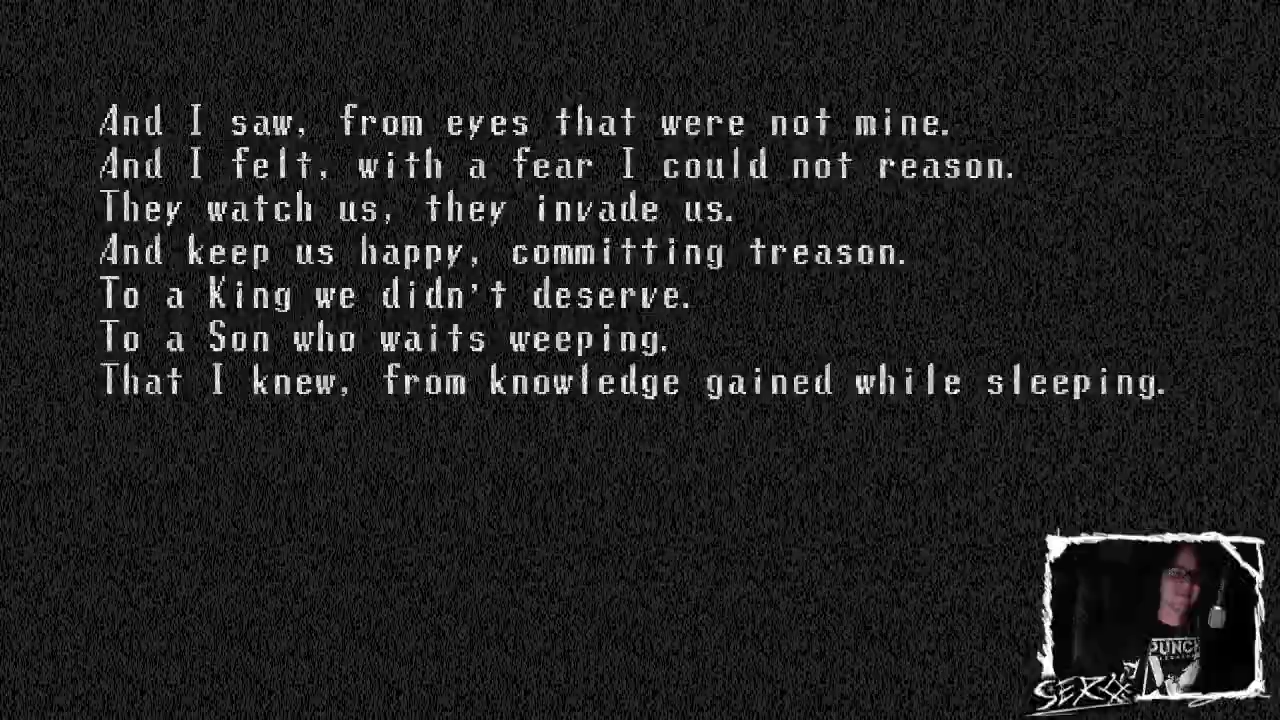 And I saw, from eyes that were not mine.
And I felt, with a fear I could not reason.
They watch us, they invade us.
And keep us happy, committing treason.
To a King we didn't deserve.
To a Son who waits weeping.
That I knew, from knowledge gained while sleeping.
PUNCH